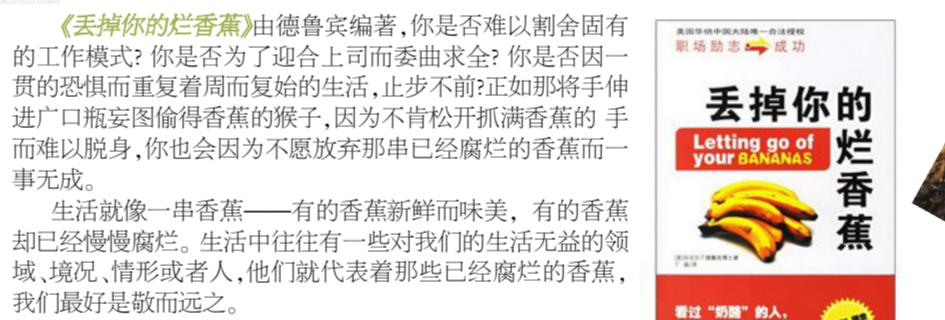 《丢掉你的烂香蕉》由德鲁宾编著,你是否难以割舍固有
的工作模式? 你是否为了迎合上司而委曲求全? 你是否因一
贯的恐惧而重复着周而复始的生活,止步不前?正如那将手伸
进广口瓶妄图偷得香蕉的猴子,因为不肯松开抓满香蕉的 手
而难以脱身,你也会因为不愿放弃那串已经腐烂的香蕉而一
事无成。
生活就像一串香蕉——有的香蕉新鲜而味美，有的香蕉
却已经慢慢腐烂。生活中往往有一些对我们的生活无益的领
域、境况、情形或者人,他们就代表着那些已经腐烂的香蕉,
我们最好是敬而远之。
美国华纳中国大陆唯一合法授权
职场励志 成功
丢掉你的
烂香蕉
Letting go of
your BANANAS
看过“奶酪”的人，